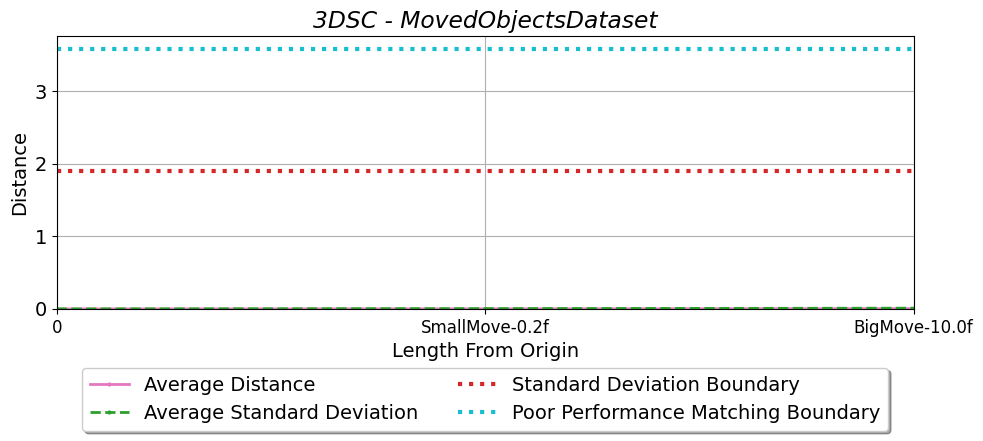 3DSC - MovedObjectsDataset
3
2
1
0
Distance
0 SmallMove-0.2f BigMove-10.0f
Length From Origin
Average Distance
Average Standard Deviation
Standard Deviation Boundary
Poor Performance Matching Boundary